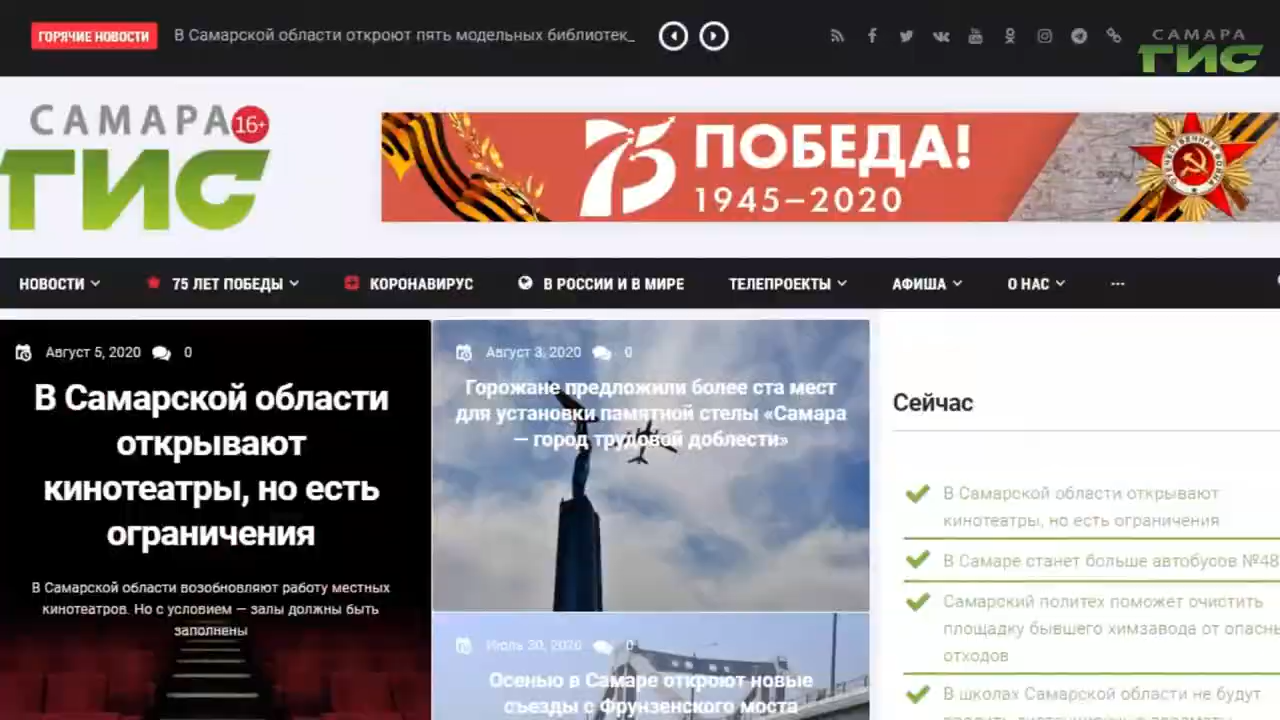 ГОРЯЧИЕ НОВОСТИ
В Самарской области откроют пять модельных библиотек_
САМАРА
ГИС
САМАРА
16+
ГИС
75
ПОБЕДА!
1945–2020
ОТЕЧЕСТВЕННАЯ ВОЙНА
НОВОСТИ
75 ЛЕТ ПОБЕДЫ
КОРОНАВИРУС
В РОССИИ И В МИРЕ
ТЕЛЕПРОЕКТЫ
АФИША
О НАС
...
Август 5, 2020
0
В Самарской области
открывают
кинотеатры, но есть
ограничения
В Самарской области возобновляют работу местных
кинотеатров. Но с условием — залы должны быть
заполнены
Август 3, 2020
0
Горожане предложили более ста мест
для установки памятной стелы «Самара
— город трудовой доблести»
Июль 30, 2020
0
Осенью в Самаре откроют новые
съезды с Фрунзенского моста
Сейчас
В Самарской области открывают
кинотеатры, но есть ограничения
В Самаре станет больше автобусов №48
Самарский политех поможет очистить
площадку бывшего химзавода от опасн
отходов
В школах Самарской области не будут